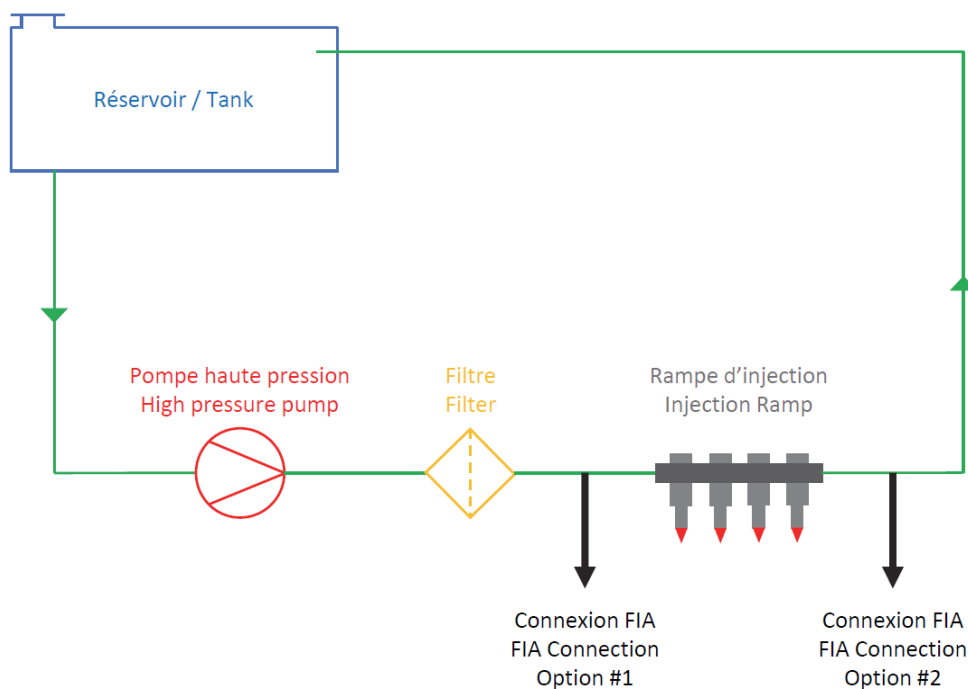 Réservoir / Tank
Pompe haute pression
High pressure pump
Filtre
Filter
Rampe d’injection
Injection Ramp
Connexion FIA
FIA Connection
Option #1
Connexion FIA
FIA Connection
Option #2